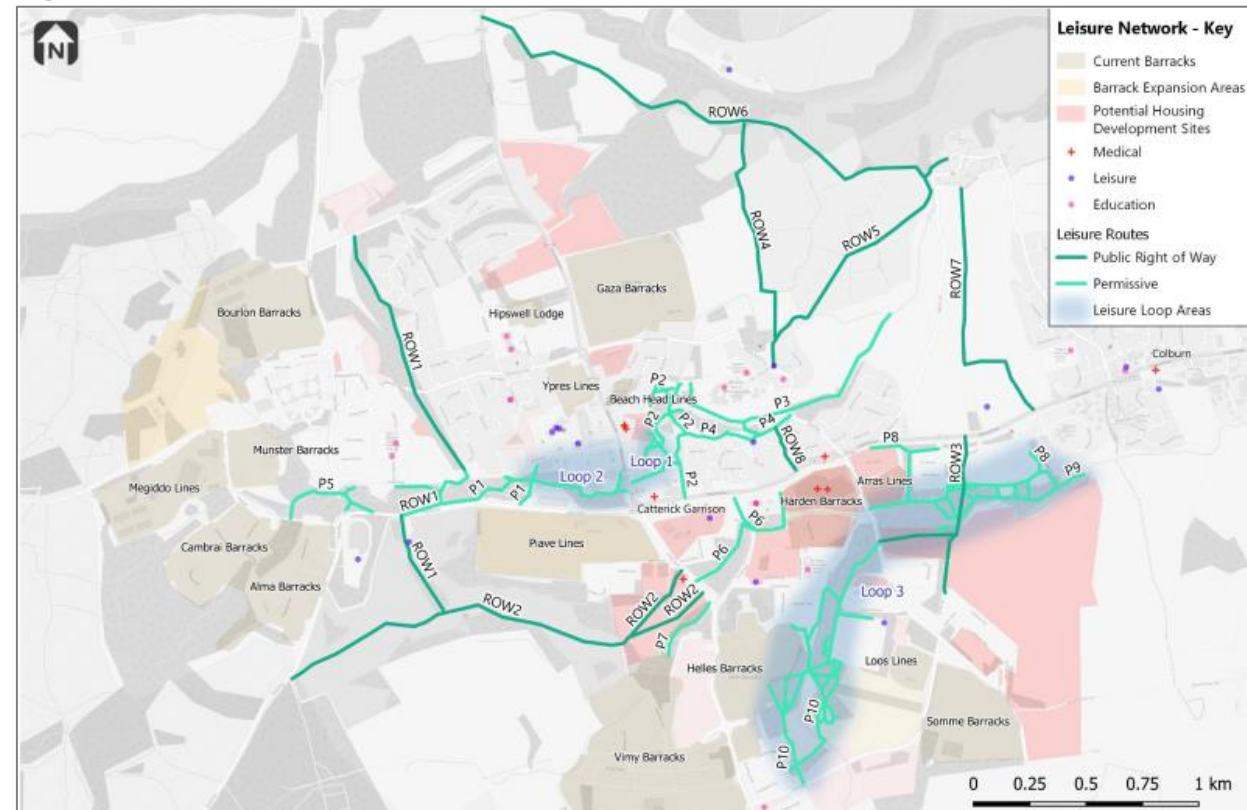 N
Leisure Network - Key
Current Barracks
Barrack Expansion Areas
Potential Housing
Development Sites
Medical
Leisure
Education
Leisure Routes
Public Right of Way
Permissive
Leisure Loop Areas
ROW6
ROW4
ROW5
ROW7
Gaza Barracks
Bourlon Barracks
Hipswell Lodge
ROW1
Colburn
Ypres Lines
P2
Beach Head Lines
P3
P2
P2
P4
P4
ROW8
Munster Barracks
P8
ROW3
P8
P9
Megiddo Lines
P5
ROW1
P1
P1
Loop 2
Loop 1
P2
Arras Lines
Harden Barracks
Catterick Garrison
P6
Cambrai Barracks
Piave Lines
P6
ROW1
Alma Barracks
ROW2
ROW2
ROW2
Loop 3
P7
Helles Barracks
Loos Lines
P10
Somme Barracks
Vimy Barracks
P10
0 0.25 0.5 0.75 1 km